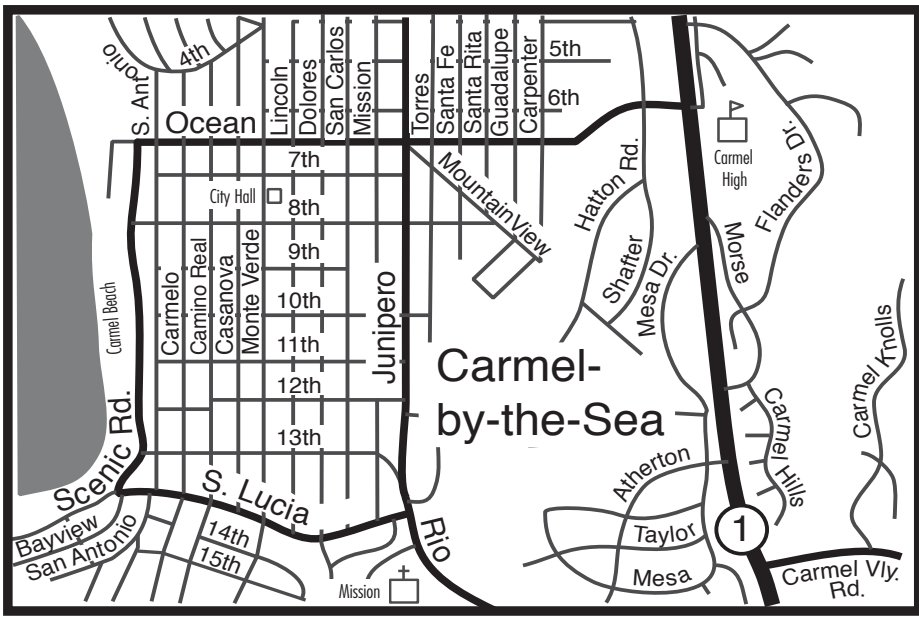 4th
S. Antonio
Ocean
Lincoln
Dolores
San Carlos
Mission
Torres
Santa Fe
Santa Rita
Guadalupe
Carpenter
5th
6th
Carmel
High
Flanders Dr.
Hatton Rd.
Shafter
Mesa Dr.
Morse
Mountain View
7th
City Hall
8th
9th
10th
11th
12th
13th
Carmelo
Camino Real
Casanova
Monte Verde
Junipero
Carmel Beach
Scenic Rd.
Carmel-
by-the-Sea
Carmel Knolls
Carmel Hills
Atherton
Taylor
Mesa
1
Carmel Vly.
Rd.
S. Lucia
Rio
Bayview
San Antonio
14th
15th
Mission